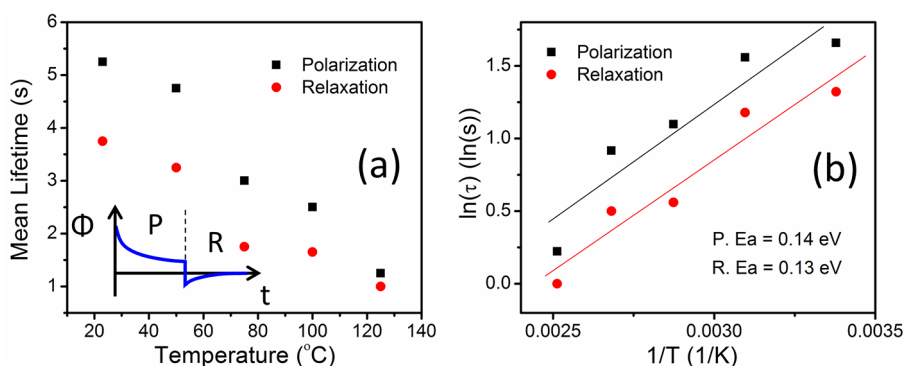 6
5
4
3
2
1
Mean Lifetime (s)
Polarization
Relaxation
(a)
Φ
P
R
t
20 40 60 80 100 120 140
Temperature (°C)
1.5
1.0
0.5
0.0
ln(τ) (ln(s))
Polarization
Relaxation
(b)
P. Ea = 0.14 eV
R. Ea = 0.13 eV
0.0025 0.0030 0.0035
1/T (1/K)